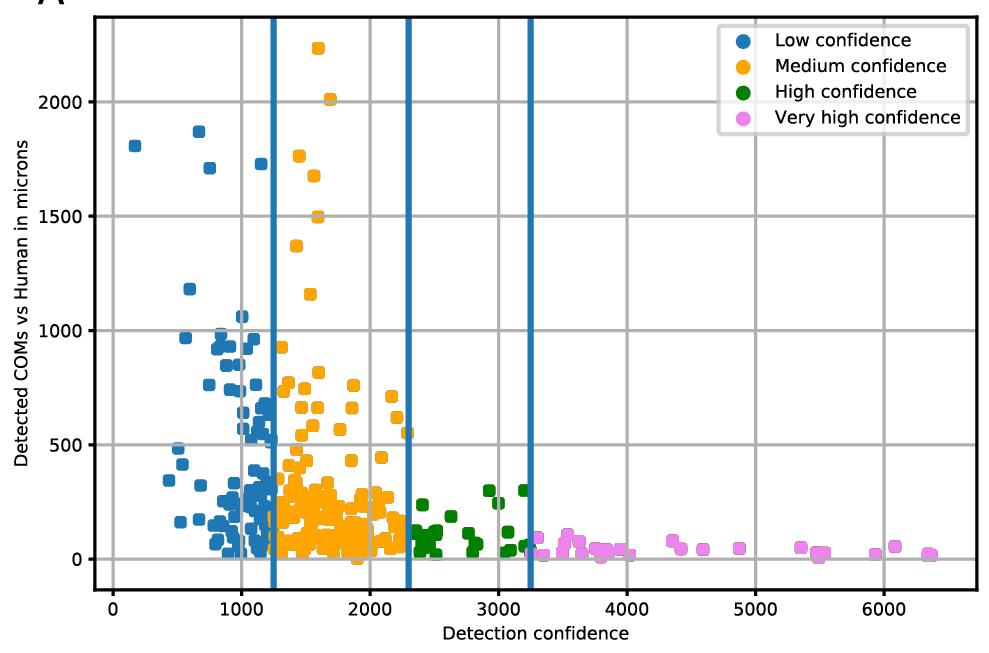 Low confidence
Medium confidence
High confidence
Very high confidence
Detected COMs vs Human in microns
2000
1500
1000
500
0
0 1000 2000 3000 4000 5000 6000
Detection confidence